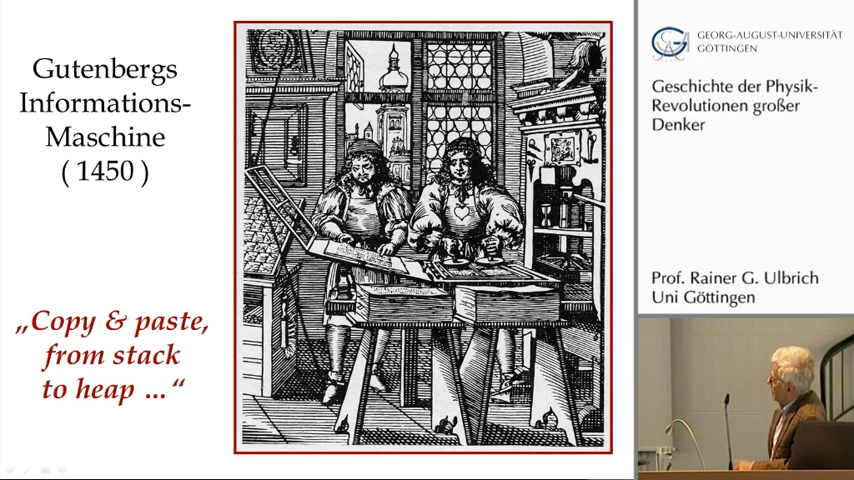 Gutenbergs
Informations-
Maschine
( 1450 )
„Copy & paste,
from stack
to heap ...“
GEORG-AUGUST-UNIVERSITÄT
GÖTTINGEN
Geschichte der Physik-
Revolutionen großer
Denker
Prof. Rainer G. Ulbrich
Uni Göttingen